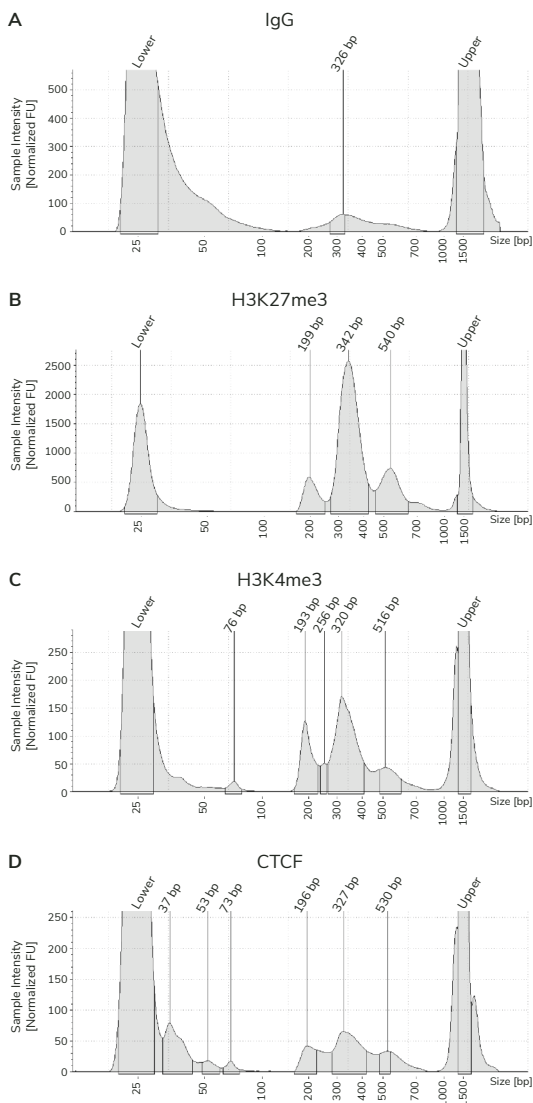 A
IgG
Lower
326 bp
Upper
Sample Intensity
[Normalized FU]
500
400
300
200
100
0
25
50
100
200
300
400
500
700
1000
1500
Size [bp]
B
H3K27me3
Lower
199 bp
342 bp
540 bp
Upper
Sample Intensity
[Normalized FU]
2500
2000
1500
1000
500
0
25
50
100
200
300
400
500
700
1000
1500
Size [bp]
C
H3K4me3
Lower
76 bp
193 bp
256 bp
320 bp
516 bp
Upper
Sample Intensity
[Normalized FU]
250
200
150
100
50
0
25
50
100
200
300
400
500
700
1000
1500
Size [bp]
D
CTCF
Lower
37 bp
53 bp
73 bp
196 bp
327 bp
530 bp
Upper
Sample Intensity
[Normalized FU]
250
200
150
100
50
0
25
50
100
200
300
400
500
700
Size [bp]